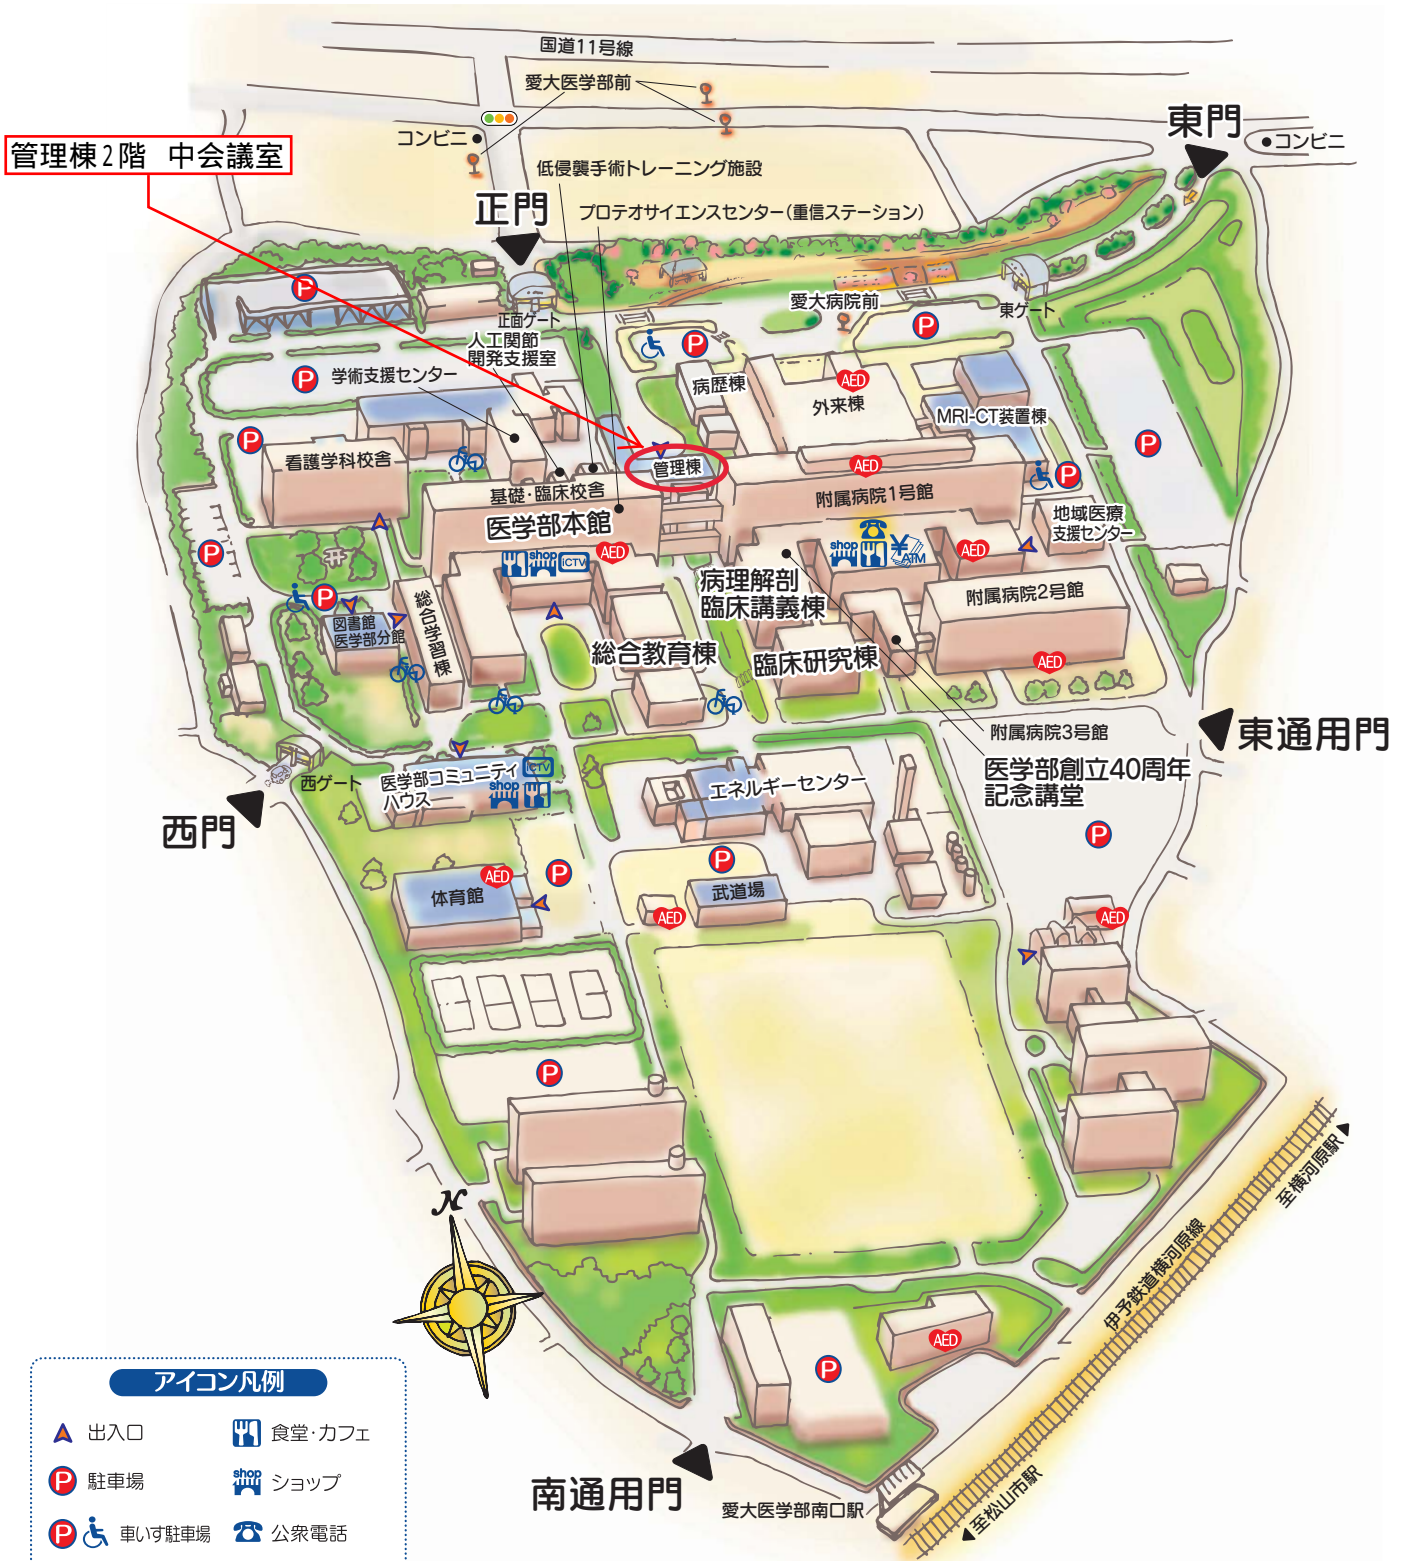 国道11号線
愛大医学部前
コンビニ
東門
コンビニ
管理棟2階　中会議室
低侵襲手術トレーニング施設
正門
プロテオサイエンスセンター(重信ステーション)
P
愛大病院前
東ゲート
正面ゲート
人工関節
開発支援室
P
P
P
学術支援センター
病歴棟
AED
外来棟
MRI-CT装置棟
P
P
看護学科校舎
管理棟
AED
P
基礎・臨床校舎
附属病院1号館
医学部本館
地域医療
支援センター
P
shop
iCTV
AED
shop
ATM
AED
P
図書館
医学部分館
総合学習棟
病理解剖
臨床講義棟
附属病院2号館
総合教育棟
臨床研究棟
AED
附属病院3号館
東通用門
西ゲート
医学部コミュニティ
ハウス
iCTV
shop
エネルギーセンター
医学部創立40周年
記念講堂
西門
P
体育館
AED
P
P
武道場
AED
AED
P
N
至横河原駅
伊予鉄道横河原線
AED
P
至松山市駅
南通用門
愛大医学部南口駅
アイコン凡例
出入口
食堂・カフェ
P
駐車場
shop
ショップ
P
車いす駐車場
公衆電話